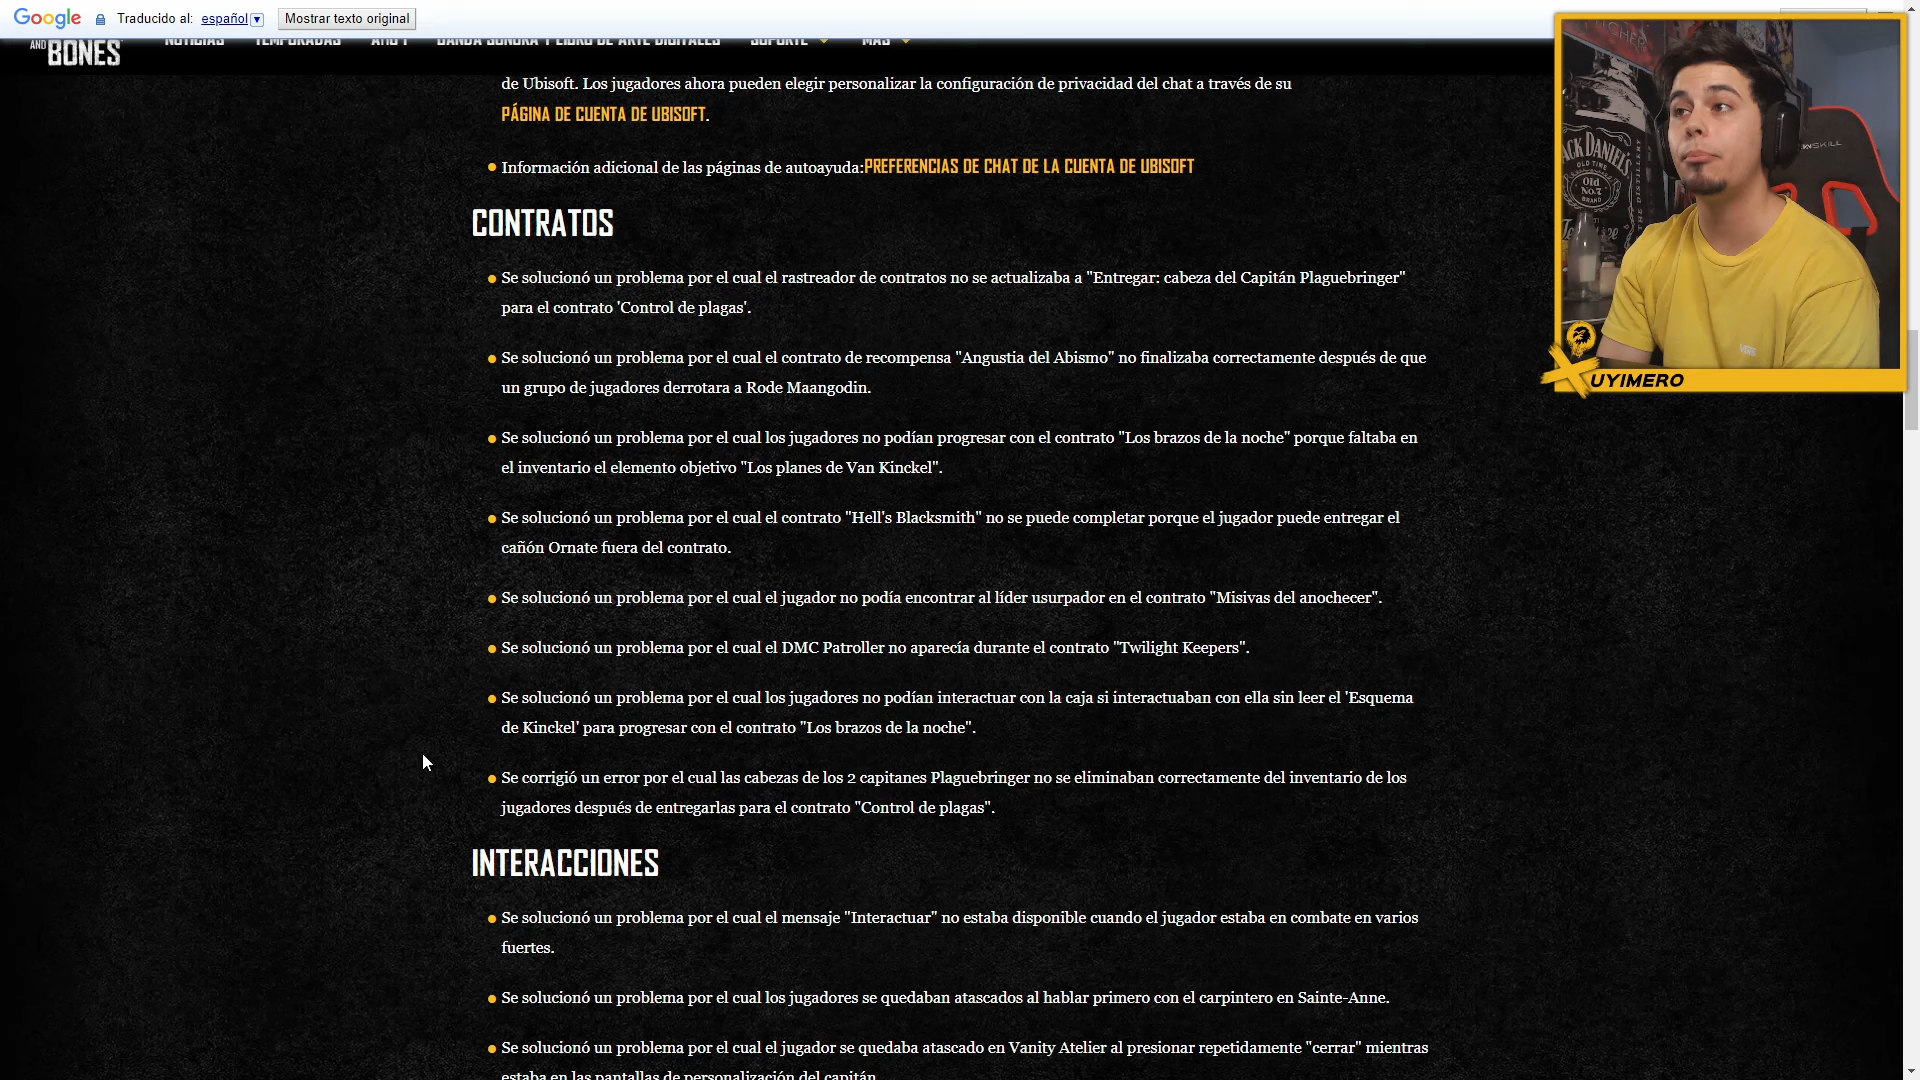 Google Traducido al: español Mostrar texto original
AND BONES NOTICIAS TEMPORADAS AÑO 1 BANDA SONORA Y LIBRO DE ARTE DIGITALES SOPORTE MÁS
de Ubisoft. Los jugadores ahora pueden elegir personalizar la configuración de privacidad del chat a través de su
PÁGINA DE CUENTA DE UBISOFT.
Información adicional de las páginas de autoayuda:PREFERENCIAS DE CHAT DE LA CUENTA DE UBISOFT
CONTRATOS
Se solucionó un problema por el cual el rastreador de contratos no se actualizaba a "Entregar: cabeza del Capitán Plaguebringer"
para el contrato 'Control de plagas'.
Se solucionó un problema por el cual el contrato de recompensa "Angustia del Abismo" no finalizaba correctamente después de que
un grupo de jugadores derrotara a Rode Maangodin.
Se solucionó un problema por el cual los jugadores no podían progresar con el contrato "Los brazos de la noche" porque faltaba en
el inventario el elemento objetivo "Los planes de Van Kinckel".
Se solucionó un problema por el cual el contrato "Hell's Blacksmith" no se puede completar porque el jugador puede entregar el
cañón Ornate fuera del contrato.
Se solucionó un problema por el cual el jugador no podía encontrar al líder usurpador en el contrato "Misivas del anochecer".
Se solucionó un problema por el cual el DMC Patroller no aparecía durante el contrato "Twilight Keepers".
Se solucionó un problema por el cual los jugadores no podían interactuar con la caja si interactuaban con ella sin leer el 'Esquema
de Kinckel' para progresar con el contrato "Los brazos de la noche".
Se corrigió un error por el cual las cabezas de los 2 capitanes Plaguebringer no se eliminaban correctamente del inventario de los
jugadores después de entregarlas para el contrato "Control de plagas".
INTERACCIONES
Se solucionó un problema por el cual el mensaje "Interactuar" no estaba disponible cuando el jugador estaba en combate en varios
fuertes.
Se solucionó un problema por el cual los jugadores se quedaban atascados al hablar primero con el carpintero en Sainte-Anne.
Se solucionó un problema por el cual el jugador se quedaba atascado en Vanity Atelier al presionar repetidamente "cerrar" mientras
estaba en las pantallas de personalización del capitán.
JACK DANIEL'S
OLD TIME
Old
No.7
BRAND
XUYIMERO